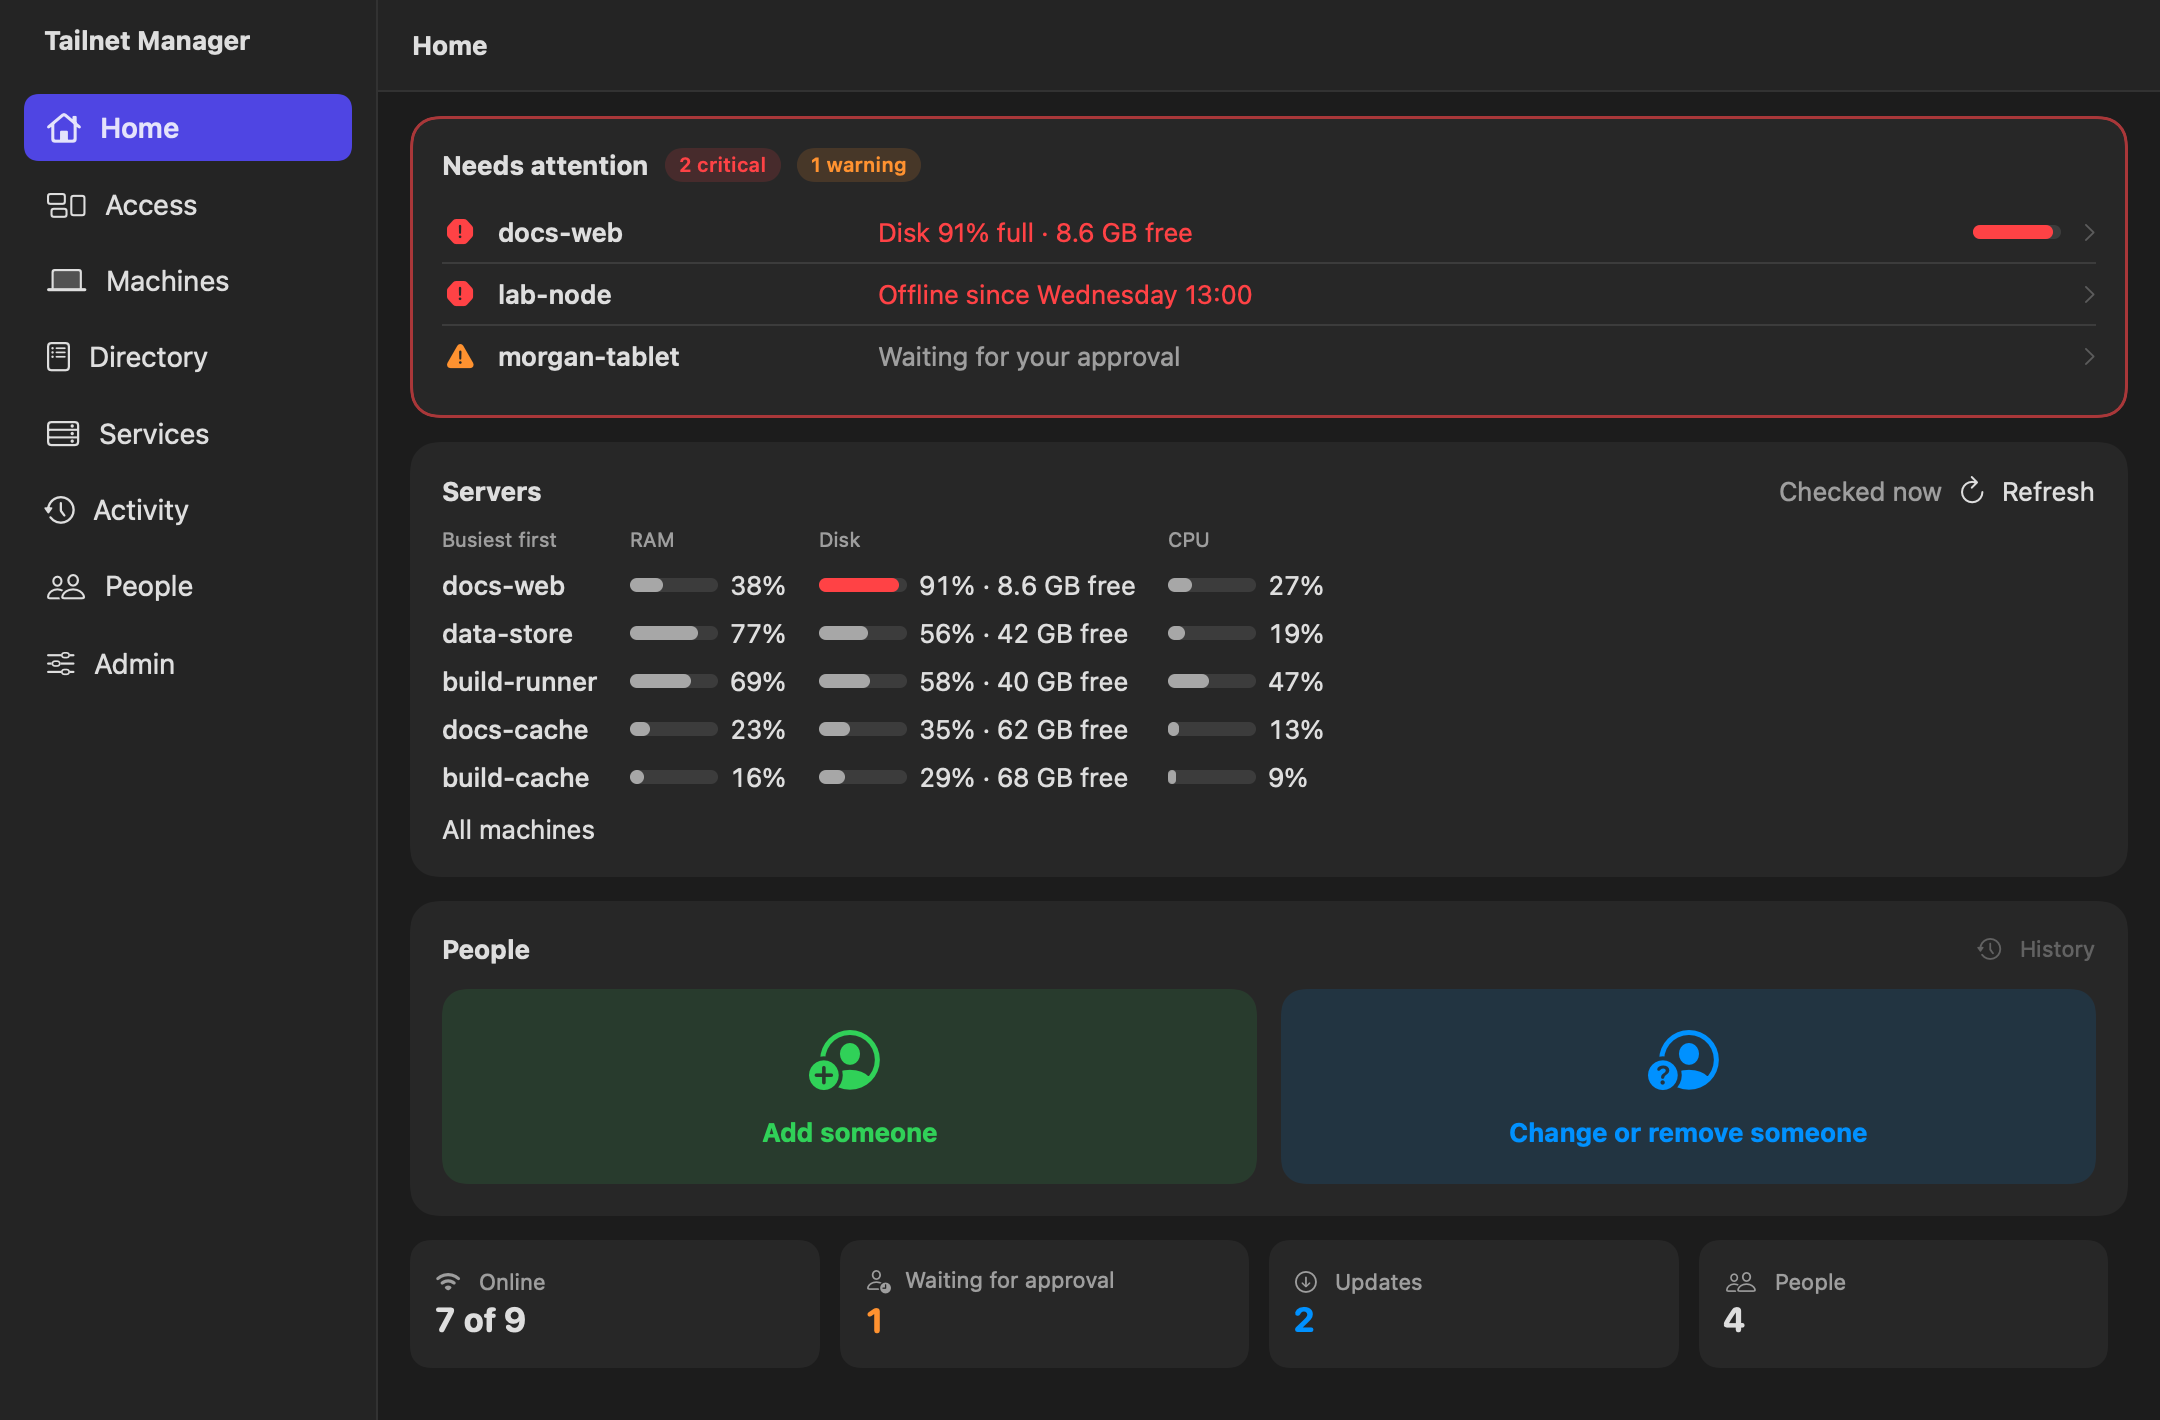 Tailnet Manager
Home
Access
Machines
Directory
Services
Activity
People
Admin
Home
Needs attention 2 critical 1 warning
docs-web Disk 91% full · 8.6 GB free
lab-node Offline since Wednesday 13:00
morgan-tablet Waiting for your approval
Servers Checked now Refresh
Busiest first RAM Disk CPU
docs-web 38% 91% · 8.6 GB free 27%
data-store 77% 56% · 42 GB free 19%
build-runner 69% 58% · 40 GB free 47%
docs-cache 23% 35% · 62 GB free 13%
build-cache 16% 29% · 68 GB free 9%
All machines
People History
Add someone
Change or remove someone
Online
7 of 9
Waiting for approval
1
Updates
2
People
4